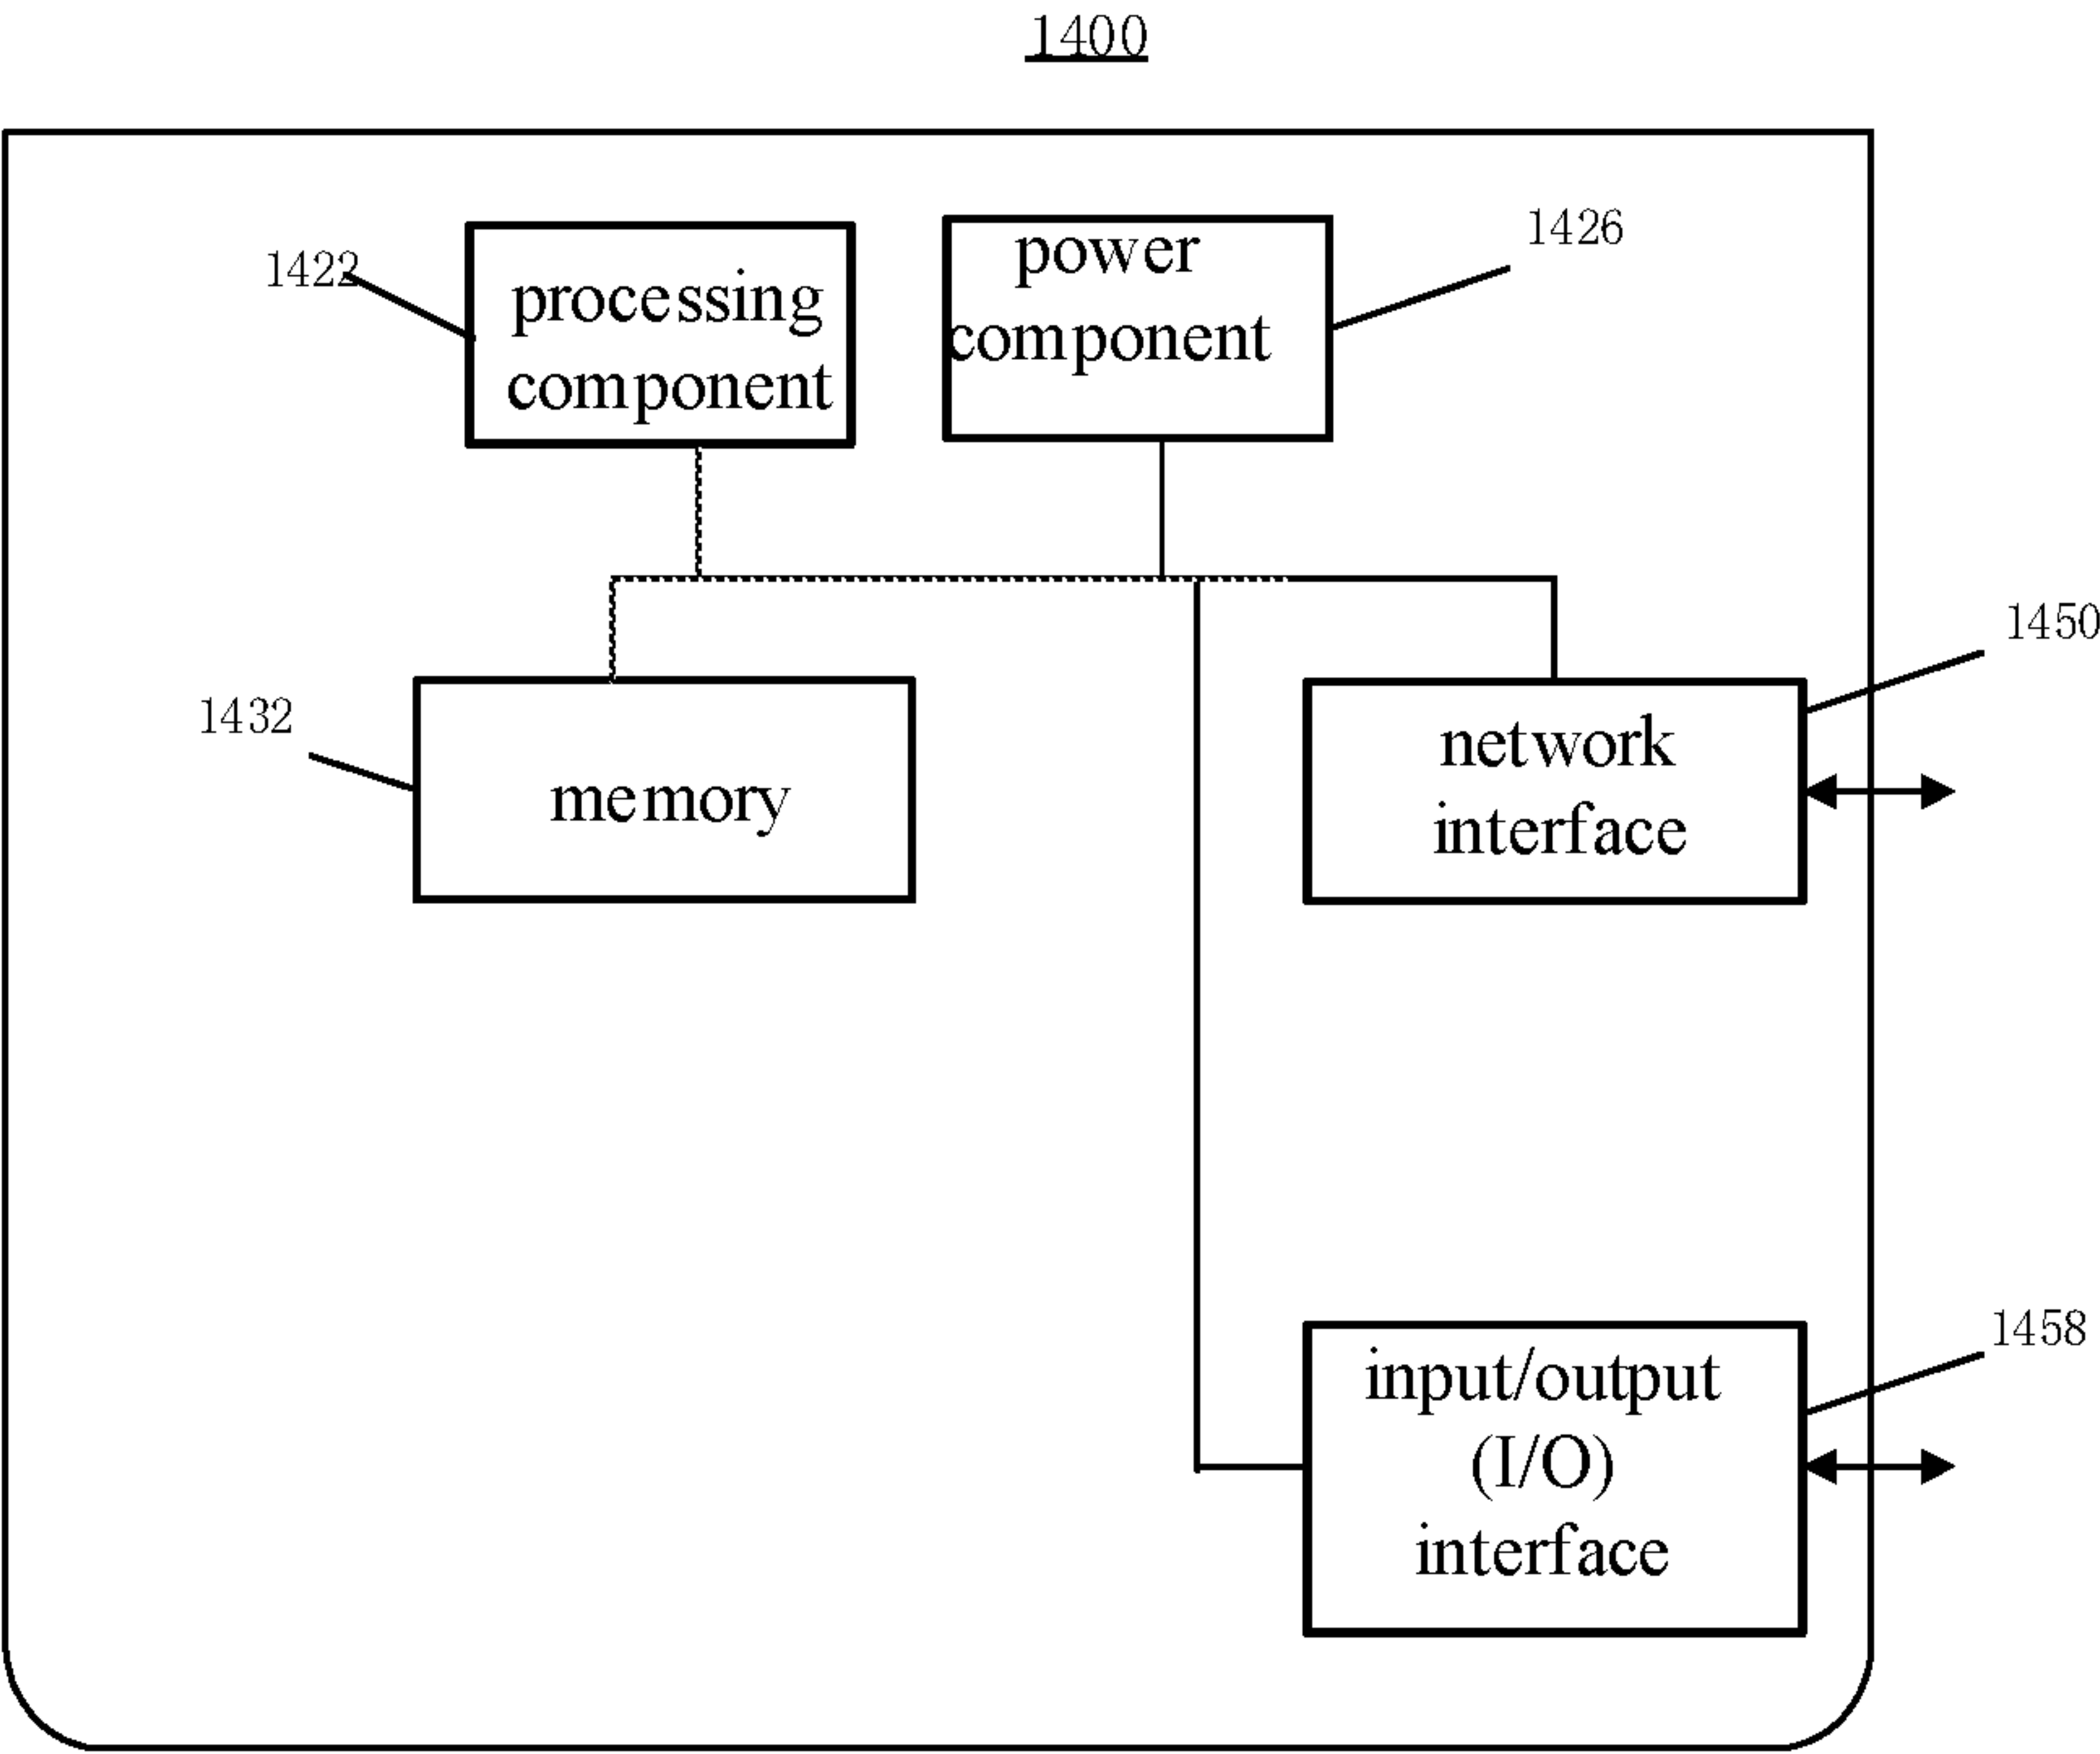 1400
1422
processing
component
power
component
1426
1432
memory
1450
network
interface
1458
input/output
(I/O)
interface